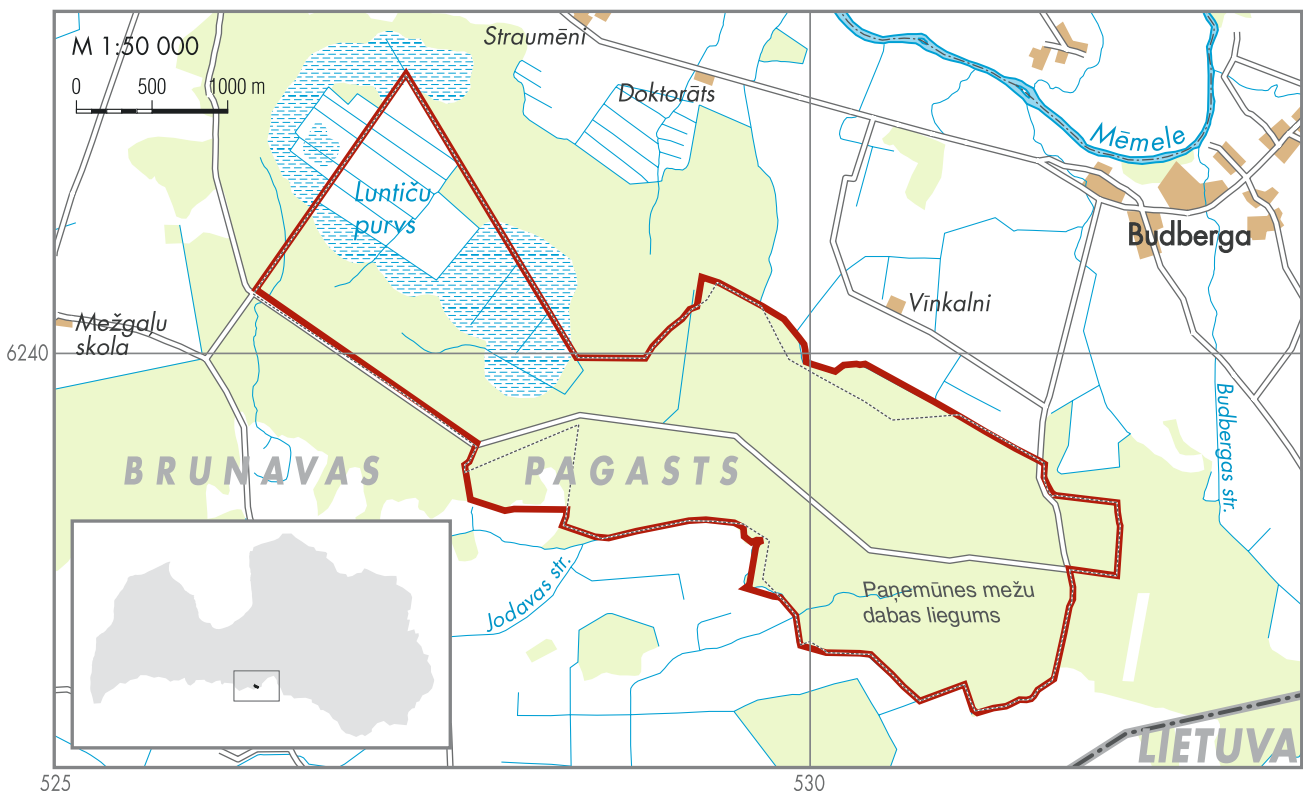 M 1:50 000
0 500 1000 m
Straumēni
Doktorāts
Mēmele
Luntiču
purvs
Budberga
Vīnkalni
Mežgaļu
skola
6240
Budbergas str.
BRUNAVAS PAGASTS
Jodavas str.
Paņemūnes mežu
dabas liegums
LIETUVA
525 530